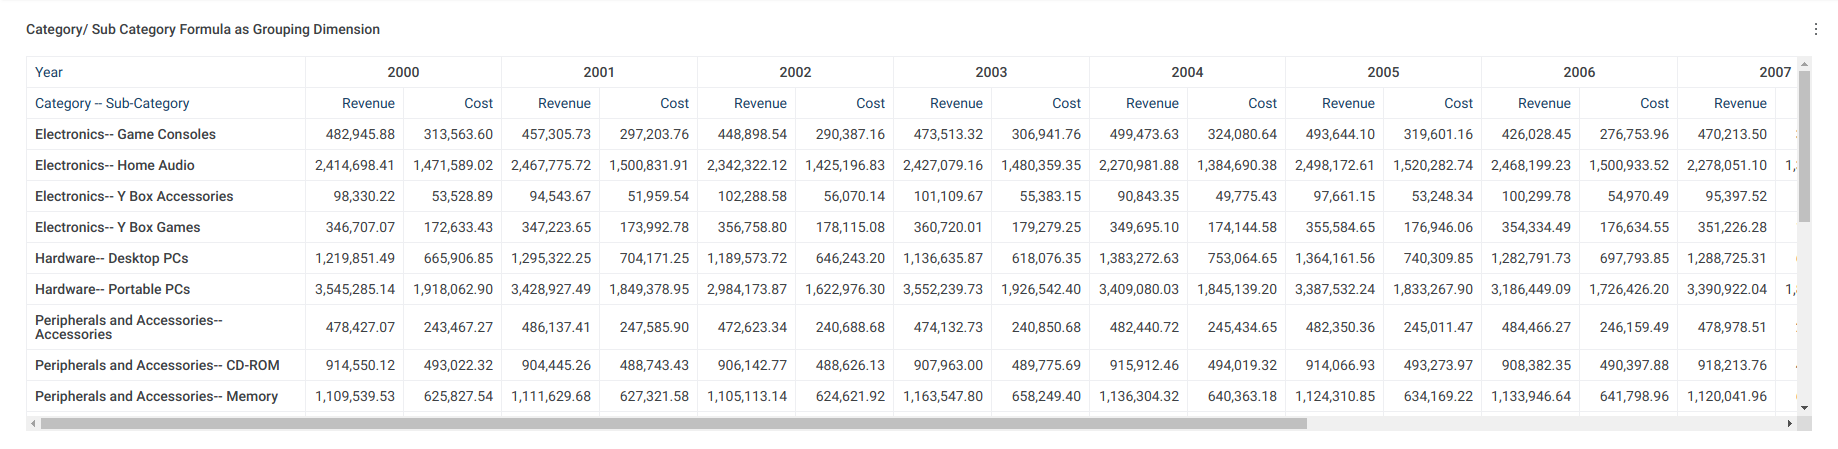 Category/ Sub Category Formula as Grouping Dimension
Year 2000 2001 2002 2003 2004 2005 2006 2007
Category -- Sub-Category Revenue Cost Revenue Cost Revenue Cost Revenue Cost Revenue Cost Revenue Cost Revenue Cost Revenue
Electronics-- Game Consoles 482,945.88 313,563.60 457,305.73 297,203.76 448,898.54 290,387.16 473,513.32 306,941.76 499,473.63 324,080.64 493,644.10 319,601.16 426,028.45 276,753.96 470,213.50
Electronics-- Home Audio 2,414,698.41 1,471,589.02 2,467,775.72 1,500,831.91 2,342,322.12 1,425,196.83 2,427,079.16 1,480,359.35 2,270,981.88 1,384,690.38 2,498,172.61 1,520,282.74 2,468,199.23 1,500,933.52 2,278,051.10
Electronics-- Y Box Accessories 98,330.22 53,528.89 94,543.67 51,959.54 102,288.58 56,070.14 101,109.67 55,383.15 90,843.35 49,775.43 97,661.15 53,248.34 100,299.78 54,970.49 95,397.52
Electronics-- Y Box Games 346,707.07 172,633.43 347,223.65 173,992.78 356,758.80 178,115.08 360,720.01 179,279.25 349,695.10 174,144.58 355,584.65 176,946.06 354,334.49 176,634.55 351,226.28
Hardware-- Desktop PCs 1,219,851.49 665,906.85 1,295,322.25 704,171.25 1,189,573.72 646,243.20 1,136,635.87 618,076.35 1,383,272.63 753,064.65 1,364,161.56 740,309.85 1,282,791.73 697,793.85 1,288,725.31
Hardware-- Portable PCs 3,545,285.14 1,918,062.90 3,428,927.49 1,849,378.95 2,984,173.87 1,622,976.30 3,552,239.73 1,926,542.40 3,409,080.03 1,845,139.20 3,387,532.24 1,833,267.90 3,186,449.09 1,726,426.20 3,390,922.04
Peripherals and Accessories--
Accessories 478,427.07 243,467.27 486,137.41 247,585.90 472,623.34 240,688.68 474,132.73 240,850.68 482,440.72 245,434.65 482,350.36 245,011.47 484,466.27 246,159.49 478,978.51
Peripherals and Accessories-- CD-ROM 914,550.12 493,022.32 904,445.26 488,743.43 906,142.77 488,626.13 907,963.00 489,775.69 915,912.46 494,019.32 914,066.93 493,273.97 908,382.35 490,397.88 918,213.76
Peripherals and Accessories-- Memory 1,109,539.53 625,827.54 1,111,629.68 627,321.58 1,105,113.14 624,621.92 1,163,547.80 658,249.40 1,136,304.32 640,363.18 1,124,310.85 634,169.22 1,133,946.64 641,798.96 1,120,041.96